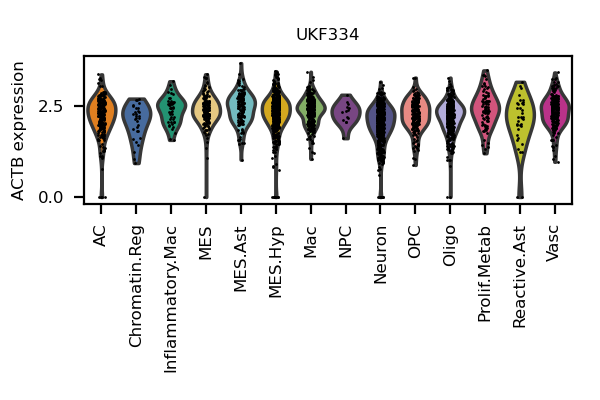 UKF334
ACTB expression
2.5
0.0
AC
Chromatin.Reg
Inflammatory.Mac
MES
MES.Ast
MES.Hyp
Mac
NPC
Neuron
OPC
Oligo
Prolif.Metab
Reactive.Ast
Vasc